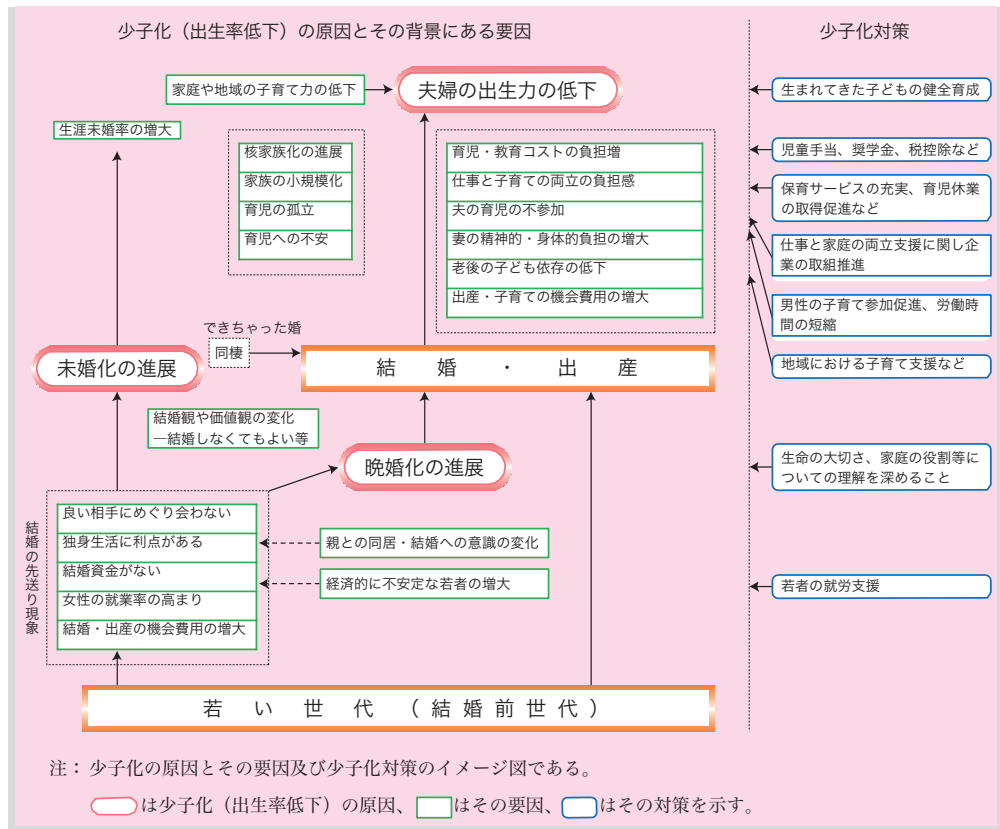 少子化（出生率低下）の原因とその背景にある要因
少子化対策
家庭や地域の子育て力の低下
夫婦の出生力の低下
生涯未婚率の増大
核家族化の進展
家族の小規模化
育児の孤立
育児への不安
育児・教育コストの負担増
仕事と子育ての両立の負担感
夫の育児の不参加
妻の精神的・身体的負担の増大
老後の子ども依存の低下
出産・子育ての機会費用の増大
できちゃった婚
同棲
未婚化の進展
結婚・出産
結婚観や価値観の変化
―結婚しなくてもよい等
晩婚化の進展
結婚の先送り現象
良い相手にめぐり会わない
独身生活に利点がある
結婚資金がない
女性の就業率の高まり
結婚・出産の機会費用の増大
親との同居・結婚への意識の変化
経済的に不安定な若者の増大
若い世代（結婚前世代）
生まれてきた子どもの健全育成
児童手当、奨学金、税控除など
保育サービスの充実、育児休業
の取得促進など
仕事と家庭の両立支援に関し企
業の取組推進
男性の子育て参加促進、労働時
間の短縮
地域における子育て支援など
生命の大切さ、家庭の役割等に
ついての理解を深めること
若者の就労支援
注：少子化の原因とその要因及び少子化対策のイメージ図である。
は少子化（出生率低下）の原因、はその要因、はその対策を示す。